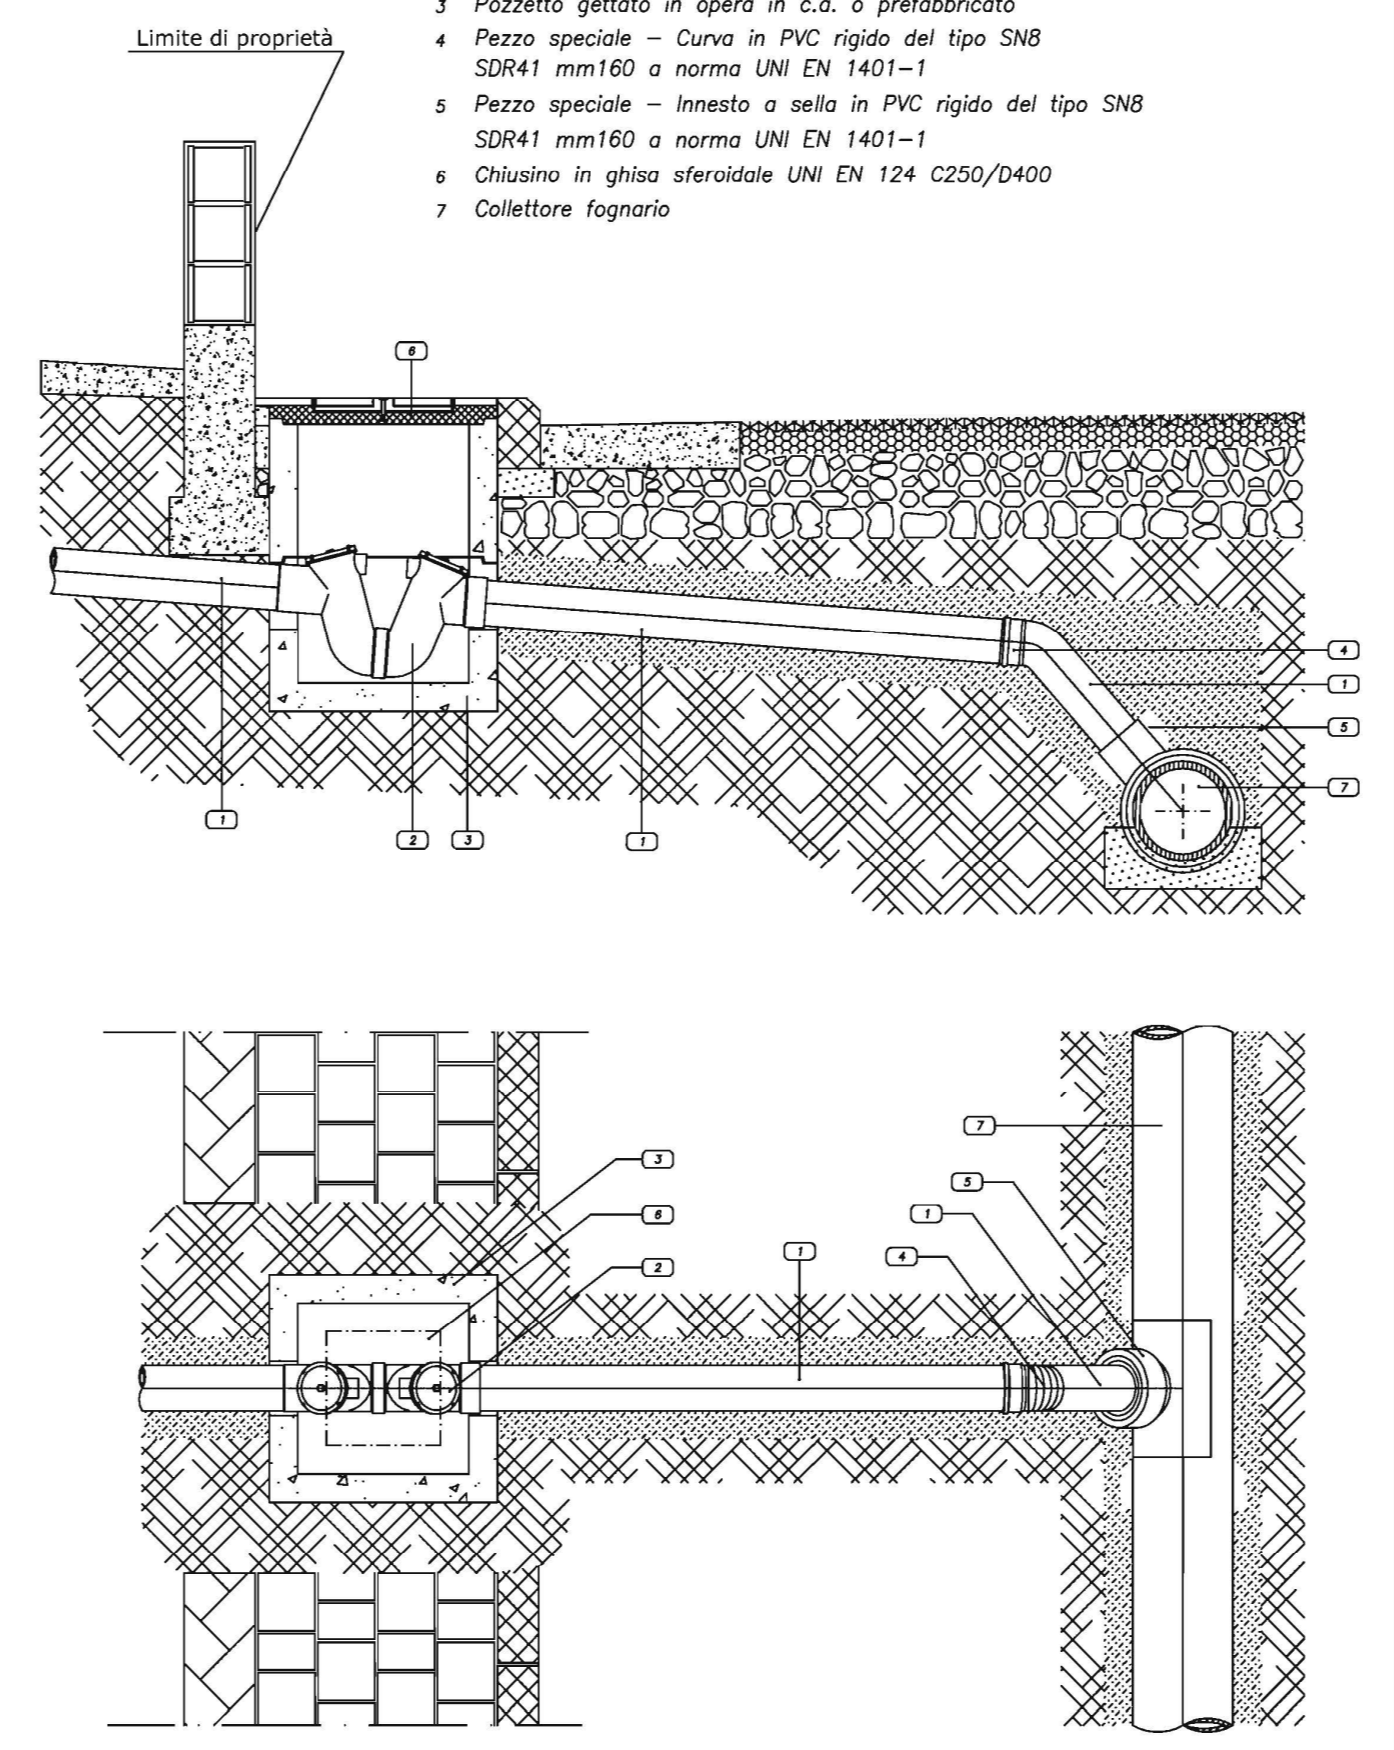 3 Pozzetto gettato in opera in c.a. o prefabbricato
Limite di proprietà
4 Pezzo speciale – Curva in PVC rigido del tipo SN8
SDR41 mm160 a norma UNI EN 1401–1
5 Pezzo speciale – Innesto a sella in PVC rigido del tipo SN8
SDR41 mm160 a norma UNI EN 1401–1
6 Chiusino in ghisa sferoidale UNI EN 124 C250/D400
7 Collettore fognario
6
4
1
5
7
1
2
3
1
7
3
5
6
1
1
4
2